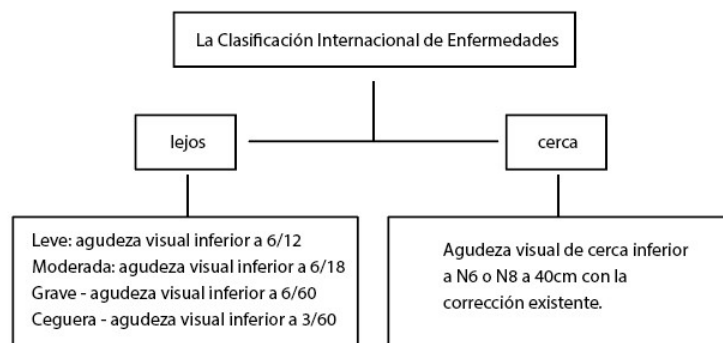 La Clasificación Internacional de Enfermedades
lejos
cerca
Leve: agudeza visual inferior a 6/12
Moderada: agudeza visual inferior a 6/18
Grave - agudeza visual inferior a 6/60
Ceguera - agudeza visual inferior a 3/60
Agudeza visual de cerca inferior
a N6 o N8 a 40cm con la
corrección existente.